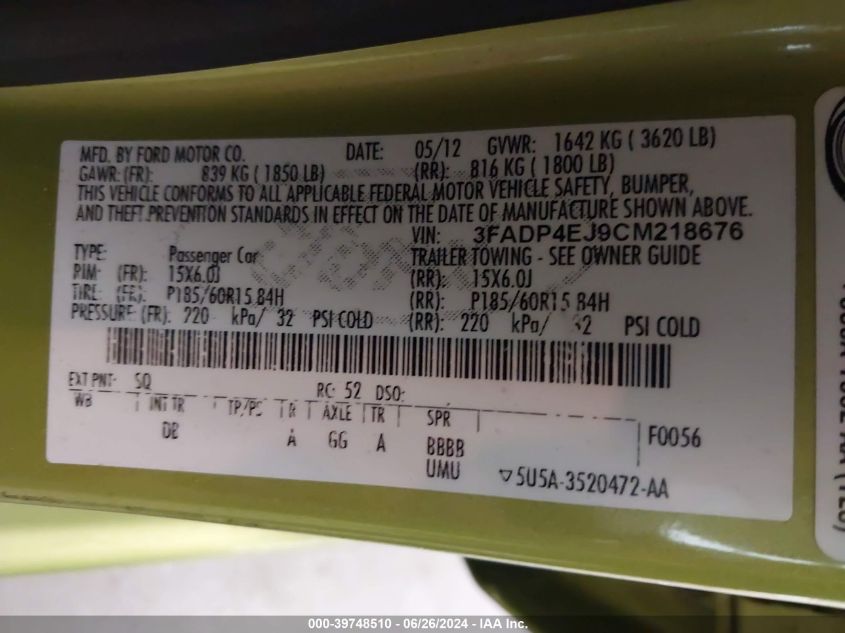 MFD. BY FORD MOTOR CO. DATE: 05/12 GVWR: 1642 KG ( 3620 LB)
GAWR: (FR): 839 KG ( 1850 LB) (RR): 816 KG ( 1800 LB)
THIS VEHICLE CONFORMS TO ALL APPLICABLE FEDERAL MOTOR VEHICLE SAFETY, BUMPER,
AND THEFT PREVENTION STANDARDS IN EFFECT ON THE DATE OF MANUFACTURE SHOWN ABOVE.
VIN: 3FADP4EJ9CM218676
TYPE: Passenger Car TRAILER TOWING - SEE OWNER GUIDE
RIM: (FR): 15X6.0J (RR): 15X6.0J
TIRE: (FR): P185/60R15 84H (RR): P185/60R15 84H
PRESSURE: (FR): 220 kPa/ 32 PSI COLD (RR): 220 kPa/ 32 PSI COLD
EXT PNT: SQ RC: 52 DSO:
WB INT TR TP/PS R AXLE TR SPR F0056
DB A GG A BBBB
UMU ▽5U5A-3520472-AA
000-39748510 - 06/26/2024 - IAA Inc.